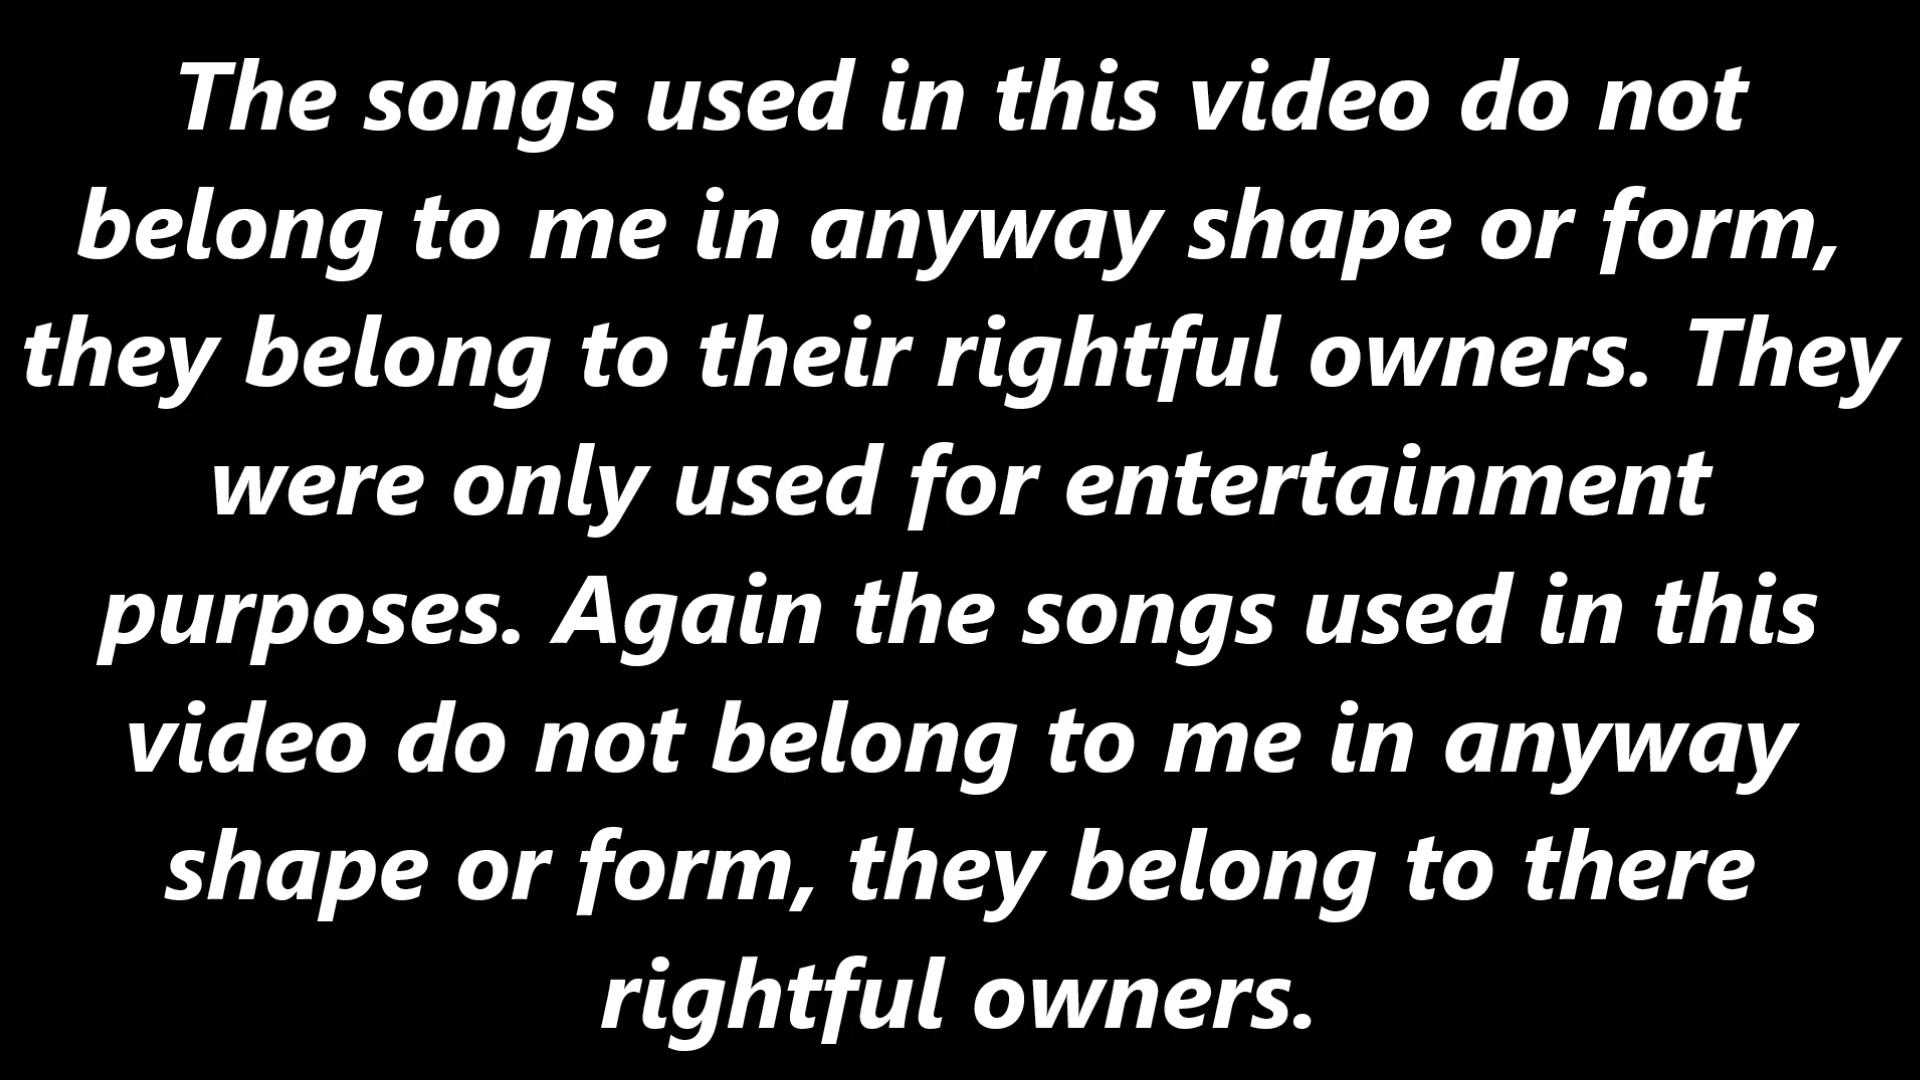 The songs used in this video do not
belong to me in anyway shape or form,
they belong to their rightful owners. They
were only used for entertainment
purposes. Again the songs used in this
video do not belong to me in anyway
shape or form, they belong to there
rightful owners.